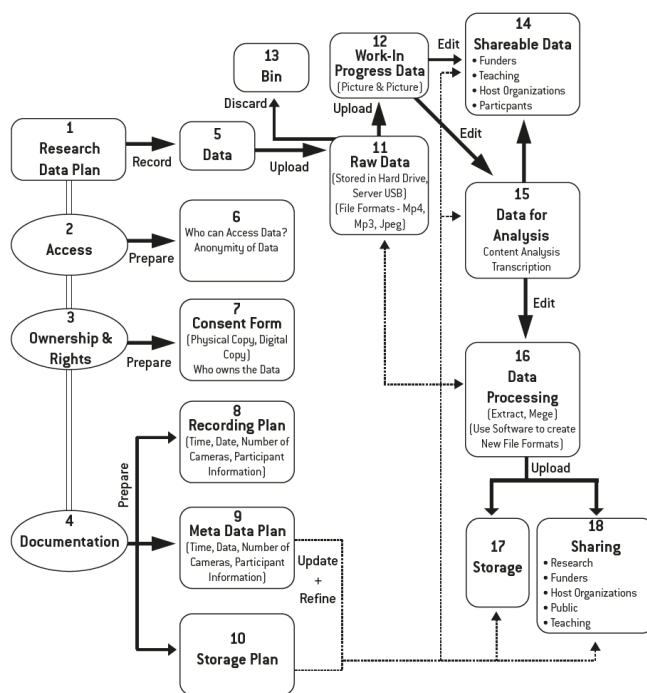 1
Research
Data Plan
Record
2
Access
Prepare
3
Ownership &
Rights
Prepare
4
Documentation
Prepare
5
Data
Upload
6
Who can Access Data?
Anonymity of Data
7
Consent Form
(Physical Copy, Digital
Copy)
Who owns the Data
8
Recording Plan
(Time, Date, Number of
Cameras, Participant
Information)
9
Meta Data Plan
(Time, Data, Number of
Cameras, Participant
Information)
10
Storage Plan
Update
+
Refine
11
Raw Data
(Stored in Hard Drive,
Server USB)
(File Formats - Mp4,
Mp3, Jpeg)
Discard
13
Bin
Upload
12
Work-In
Progress Data
(Picture & Picture)
Edit
Edit
14
Shareable Data
• Funders
• Teaching
• Host Organizations
• Particpants
15
Data for
Analysis
Content Analysis
Transcription
Edit
16
Data
Processing
(Extract, Mege)
(Use Software to create
New File Formats)
Upload
17
Storage
18
Sharing
• Research
• Funders
• Host Organizations
• Public
• Teaching